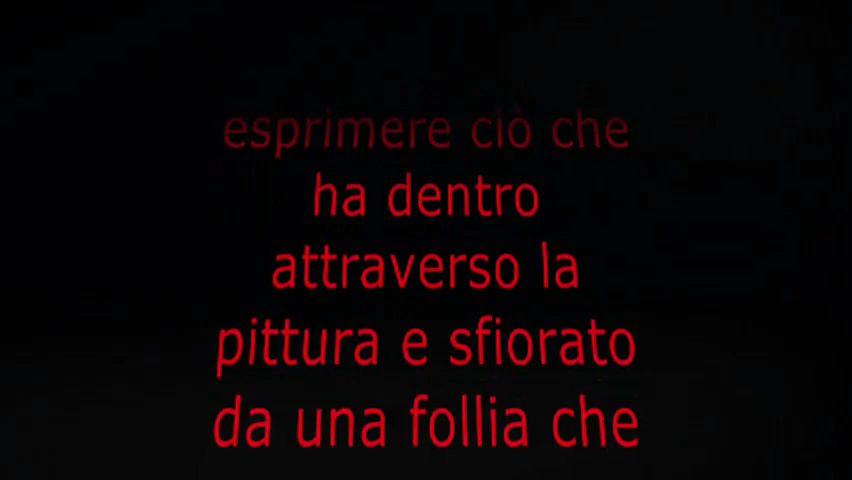 esprimere ciò che
ha dentro
attraverso la
pittura e sfiorato
da una follia che